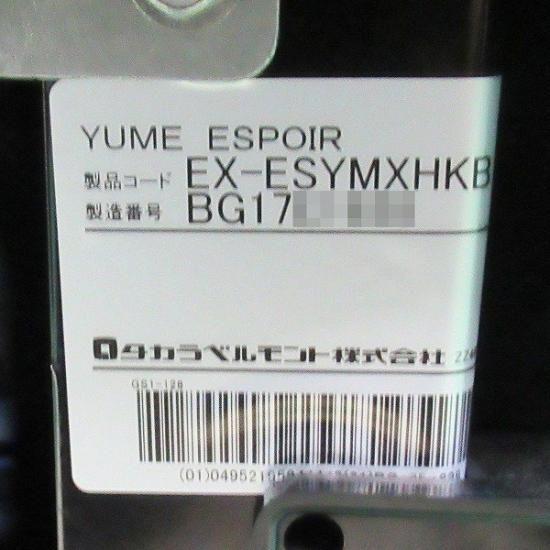 YUME ESPOIR
製品コード EX-ESYMXHKB
製造番号 BG17
タカラベルモント株式会社
GS1-128